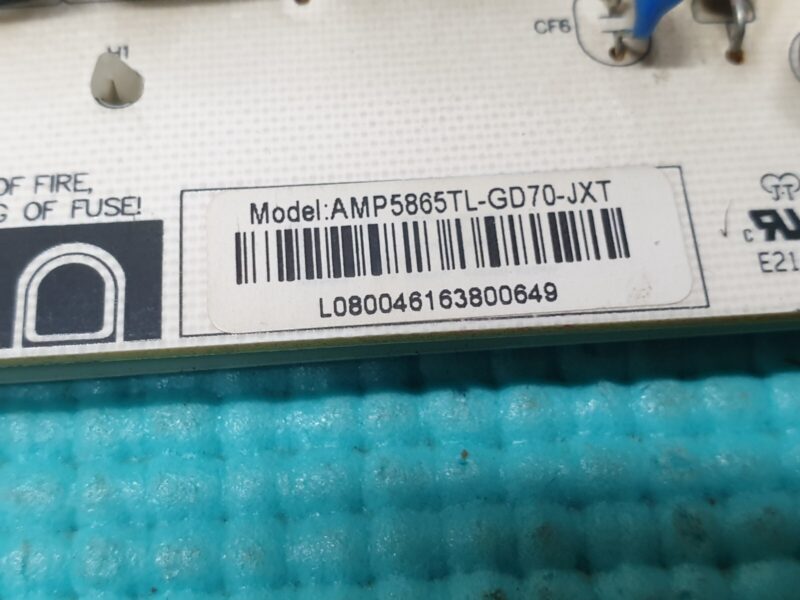 CF6
H1
OF FIRE,
G OF FUSE!
Model:AMP5865TL-GD70-JXT
L080046163800649
c
E21